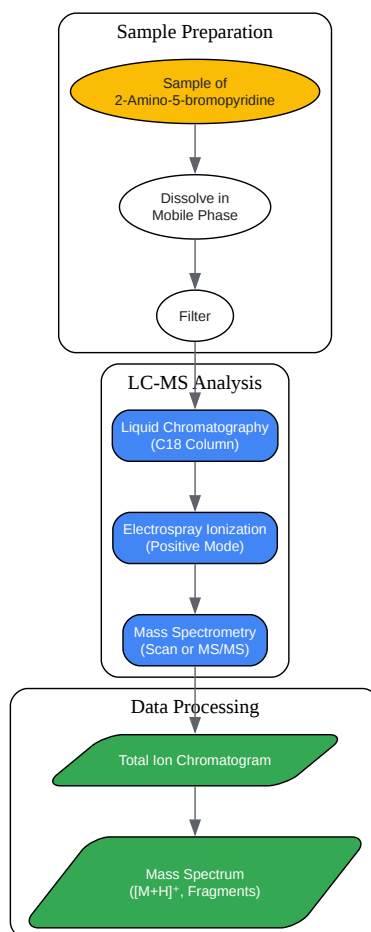 Sample Preparation
Sample of
2-Amino-5-bromopyridine
Dissolve in
Mobile Phase
Filter
LC-MS Analysis
Liquid Chromatography
(C18 Column)
Electrospray Ionization
(Positive Mode)
Mass Spectrometry
(Scan or MS/MS)
Data Processing
Total Ion Chromatogram
Mass Spectrum
([M+H]⁺, Fragments)